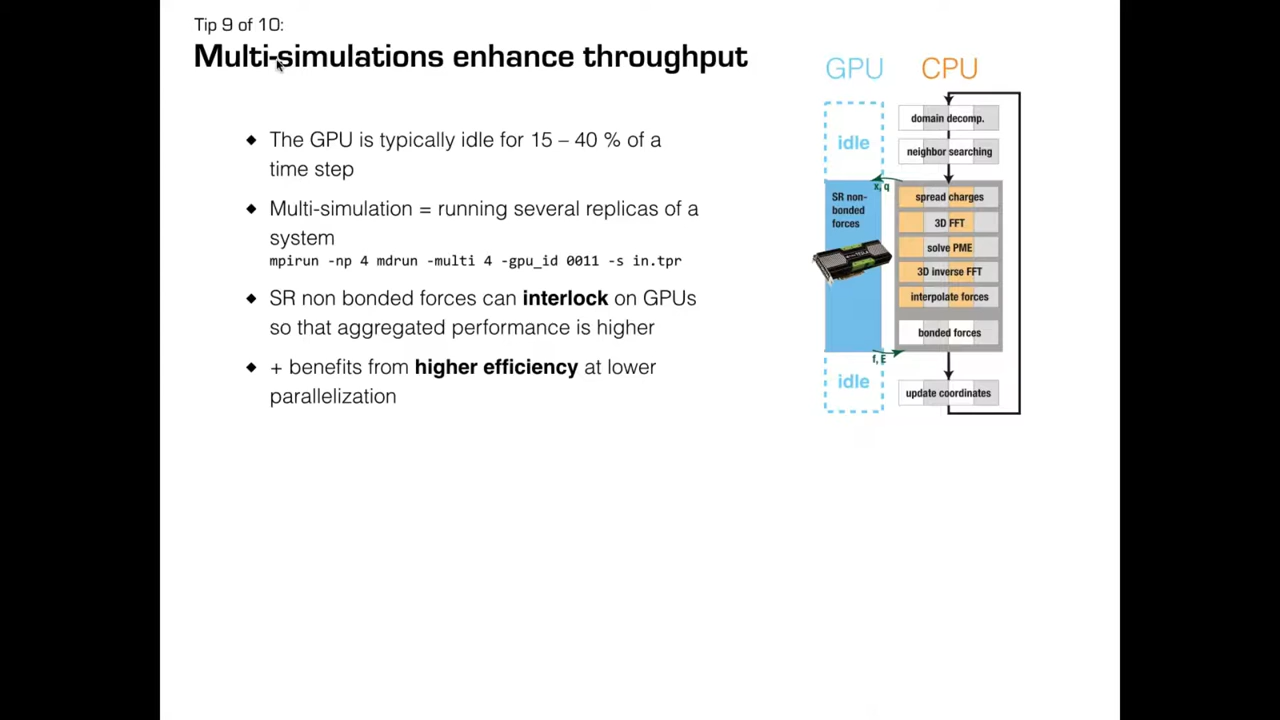 Tip 9 of 10:
Multi-simulations enhance throughput
◆ The GPU is typically idle for 15 – 40 % of a
time step
◆ Multi-simulation = running several replicas of a
system
mpirun -np 4 mdrun -multi 4 -gpu_id 0011 -s in.tpr
◆ SR non bonded forces can interlock on GPUs
so that aggregated performance is higher
◆ + benefits from higher efficiency at lower
parallelization
GPU
CPU
idle
domain decomp.
neighbor searching
x, q
SR non-
bonded
forces
spread charges
3D FFT
solve PME
3D inverse FFT
interpolate forces
bonded forces
f, E
idle
update coordinates